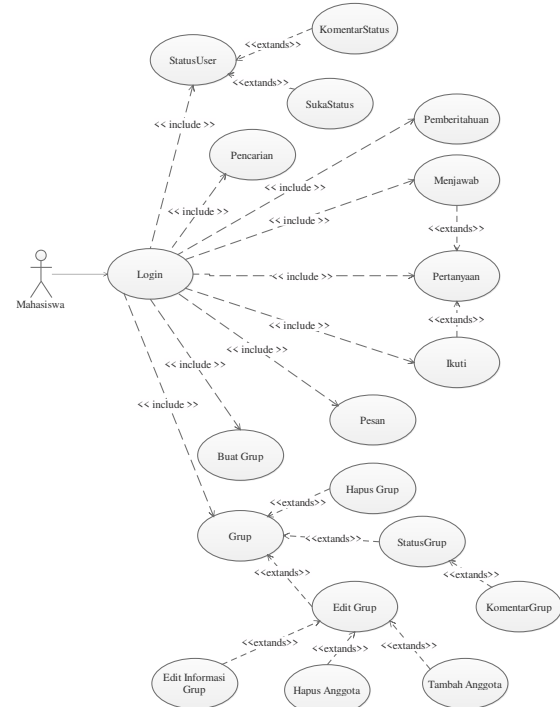 KomentarStatus
<<extands>>
StatusUser
<<extands>>
SukaStatus
Pemberitahuan
<< include >>
Pencarian
<< include >>
Menjawab
<< include >>
<< include >>
<<extands>>
Login
<< include >>
Pertanyaan
Mahasiswa
<<extands>>
<< include >>
Ikuti
<< include >>
<< include >>
<< include >>
Pesan
Buat Grup
Hapus Grup
<<extands>>
Grup
<<extands>>
StatusGrup
<<extands>>
<<extands>>
Edit Grup
KomentarGrup
<<extands>>
<<extands>>
<<extands>>
Edit Informasi
Grup
Hapus Anggota
Tambah Anggota